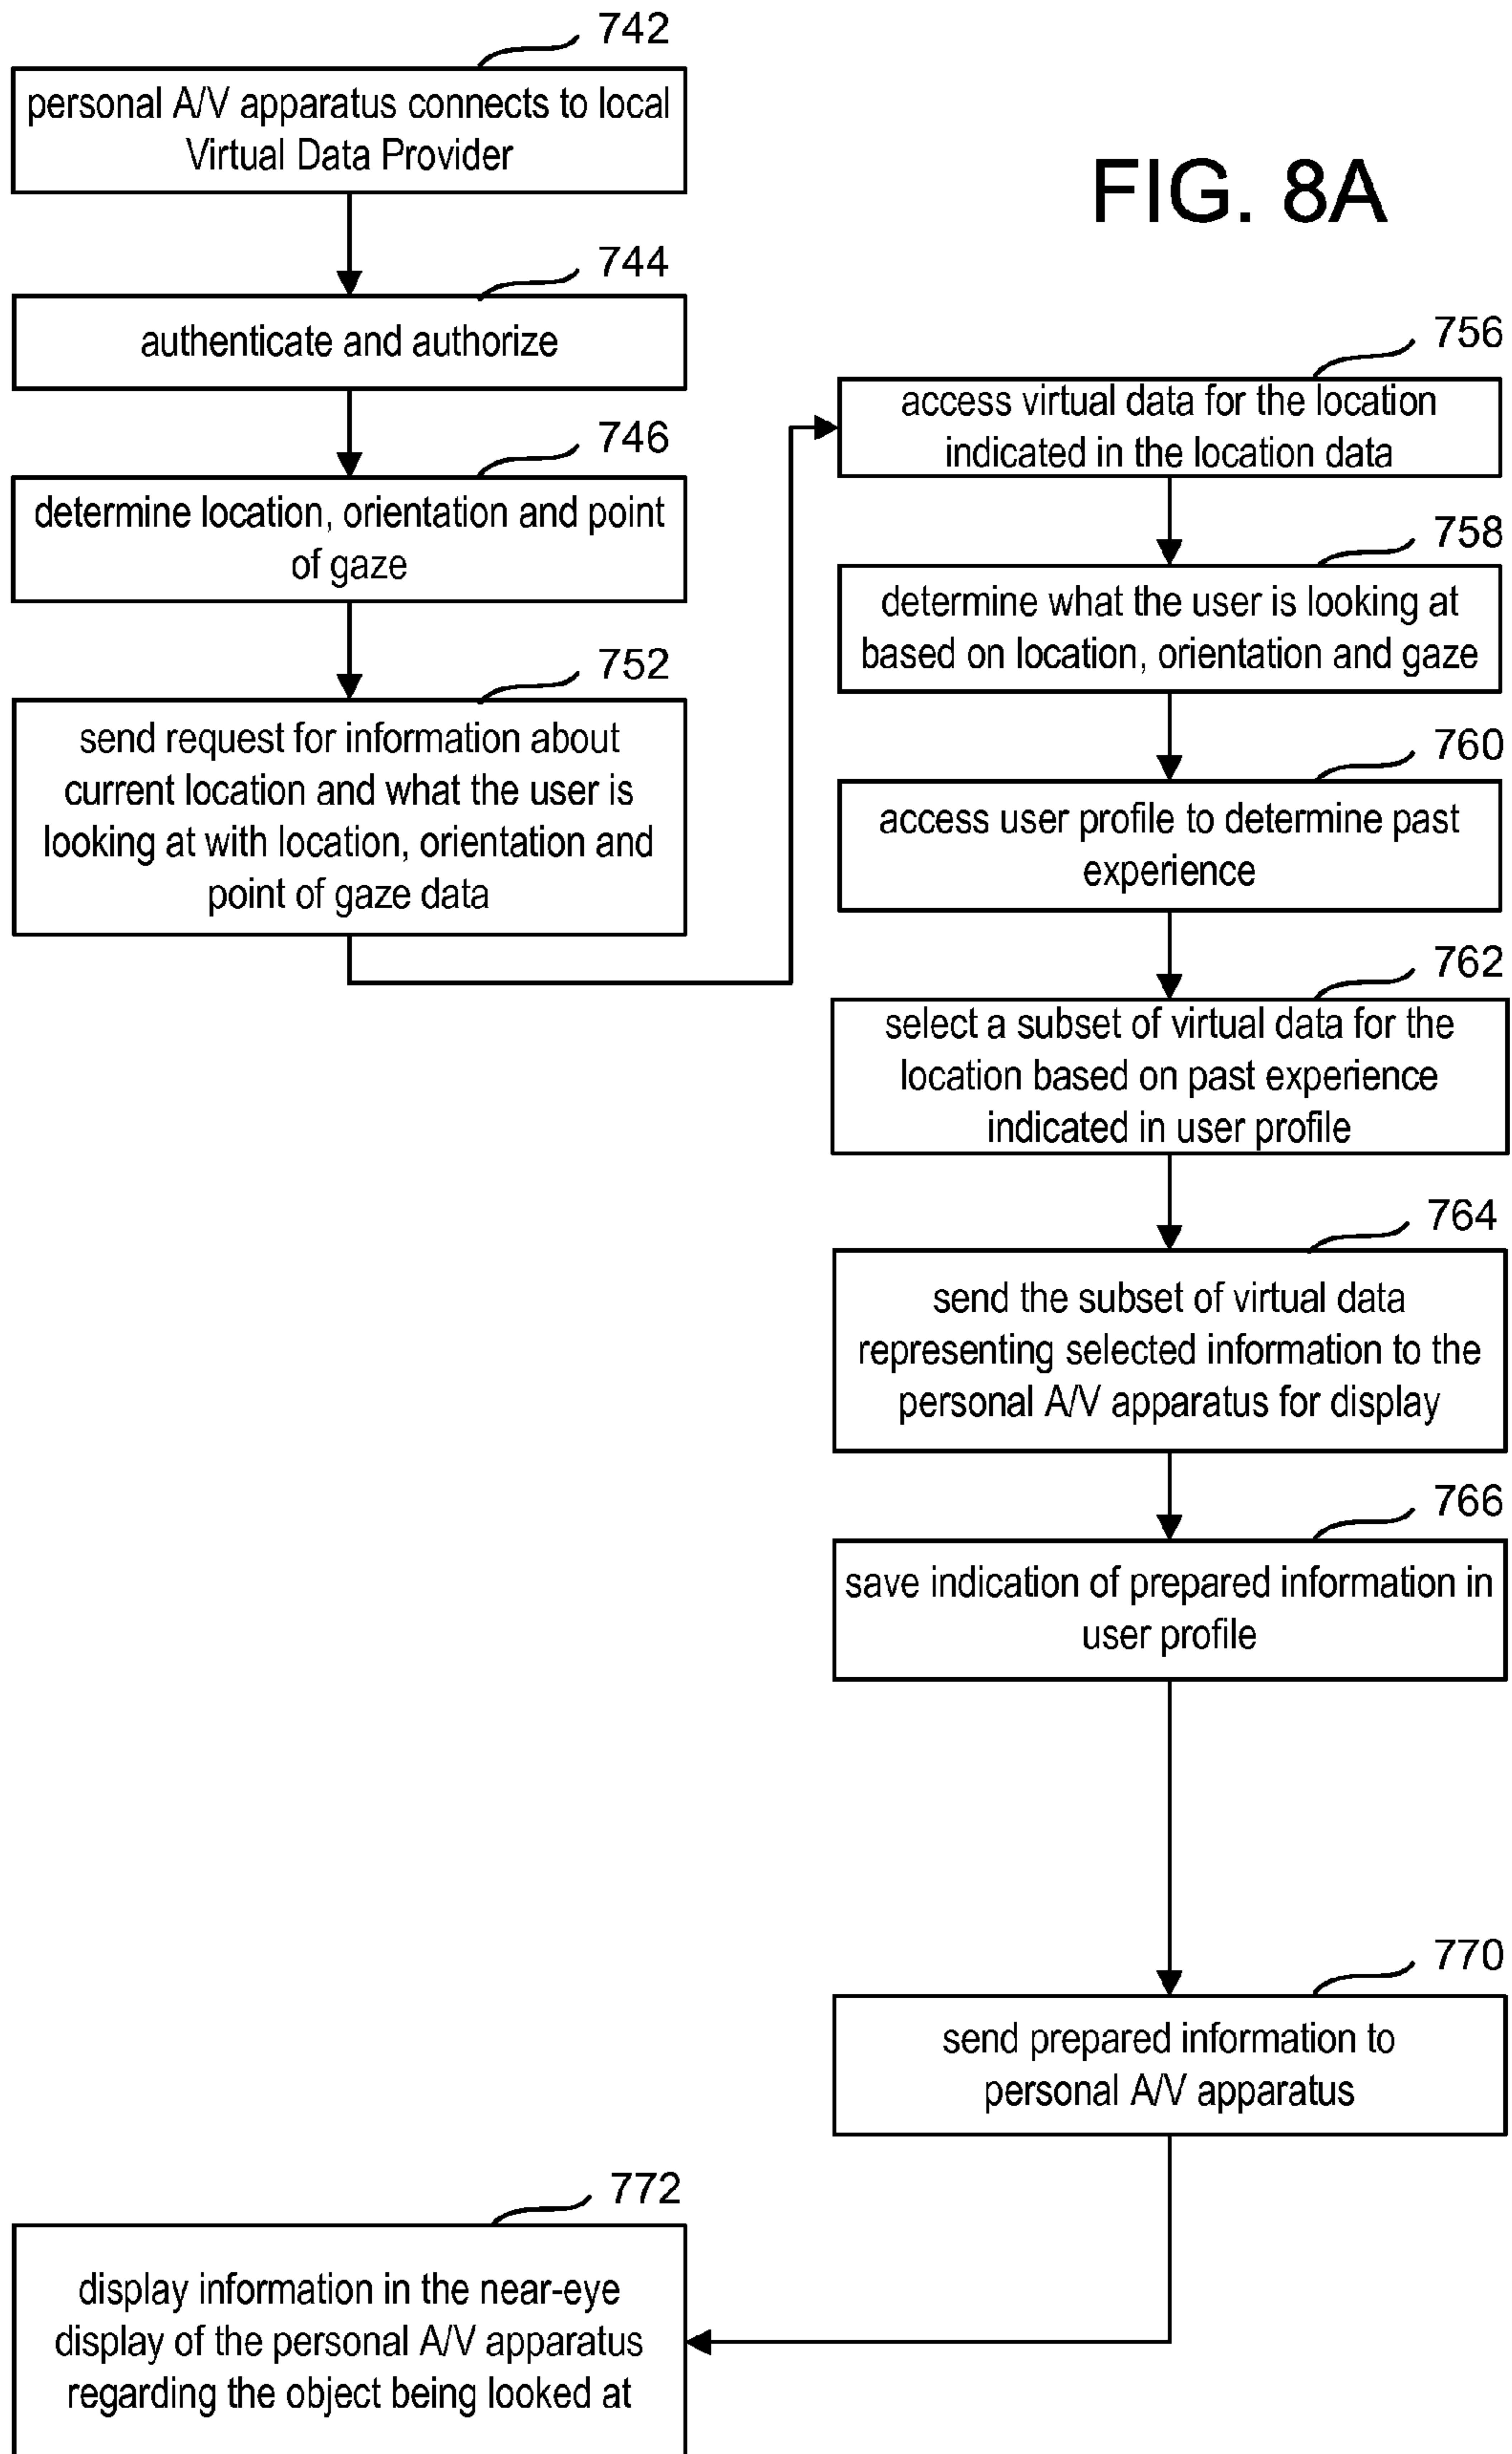 FIG. 8A
742
personal A/V apparatus connects to local
Virtual Data Provider
744
authenticate and authorize
746
determine location, orientation and point
of gaze
752
send request for information about
current location and what the user is
looking at with location, orientation and
point of gaze data
756
access virtual data for the location
indicated in the location data
758
determine what the user is looking at
based on location, orientation and gaze
760
access user profile to determine past
experience
762
select a subset of virtual data for the
location based on past experience
indicated in user profile
764
send the subset of virtual data
representing selected information to the
personal A/V apparatus for display
766
save indication of prepared information in
user profile
770
send prepared information to
personal A/V apparatus
772
display information in the near-eye
display of the personal A/V apparatus
regarding the object being looked at